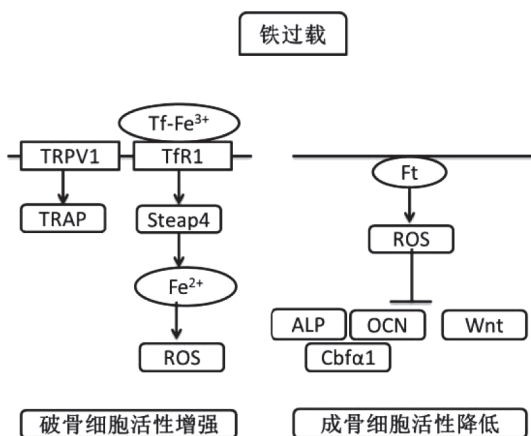 铁过载
Tf-Fe³⁺
TRPV1
TfR1
TRAP
Steap4
Fe²⁺
ROS
破骨细胞活性增强
Ft
ROS
ALP
OCN
Wnt
Cbfα1
成骨细胞活性降低